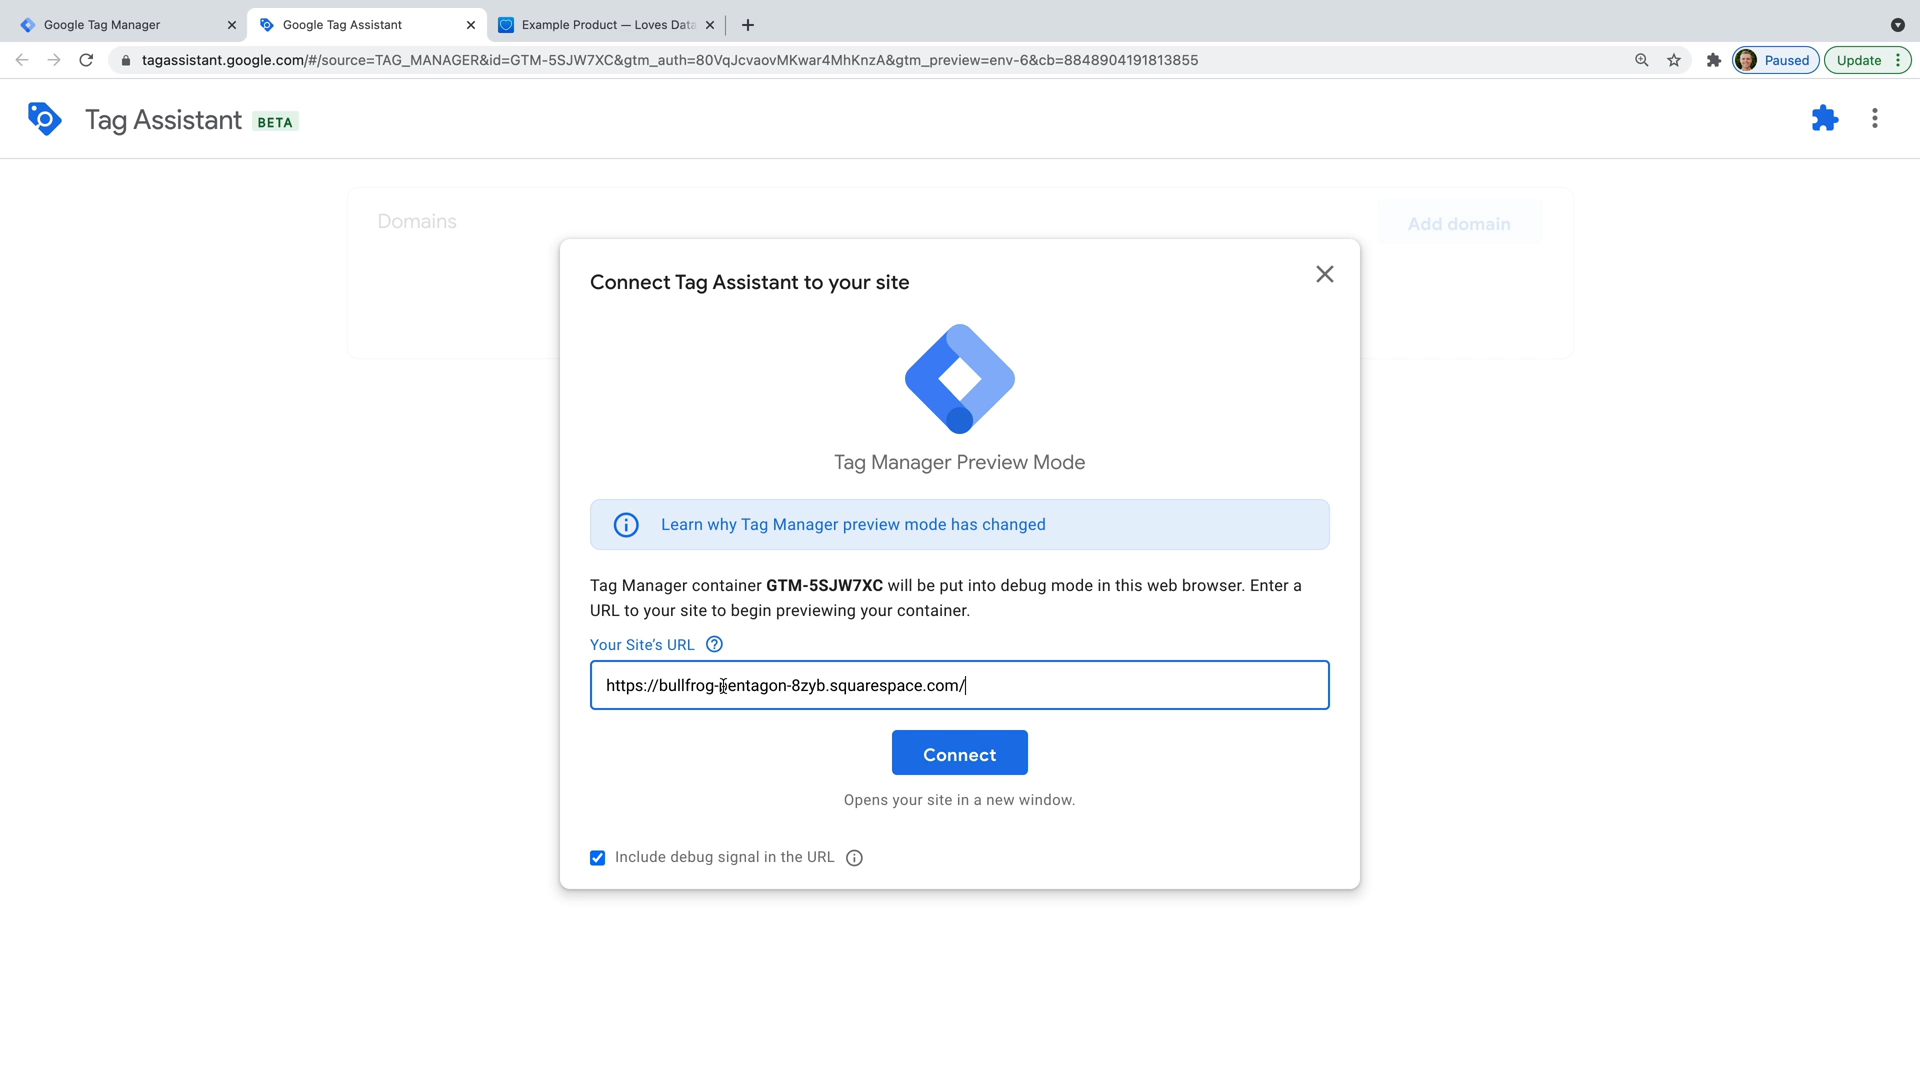 Google Tag Manager
Google Tag Assistant
Example Product — Loves Data
tagassistant.google.com/#/source=TAG_MANAGER&id=GTM-5SJW7XC&gtm_auth=80VqJcvaovMKwar4MhKnzA&gtm_preview=env-6&cb=8848904191813855
Paused
Update
Tag Assistant BETA
Domains
Add domain
Connect Tag Assistant to your site
Tag Manager Preview Mode
Learn why Tag Manager preview mode has changed
Tag Manager container GTM-5SJW7XC will be put into debug mode in this web browser. Enter a
URL to your site to begin previewing your container.
Your Site's URL
https://bullfrog-pentagon-8zyb.squarespace.com/
Connect
Opens your site in a new window.
Include debug signal in the URL